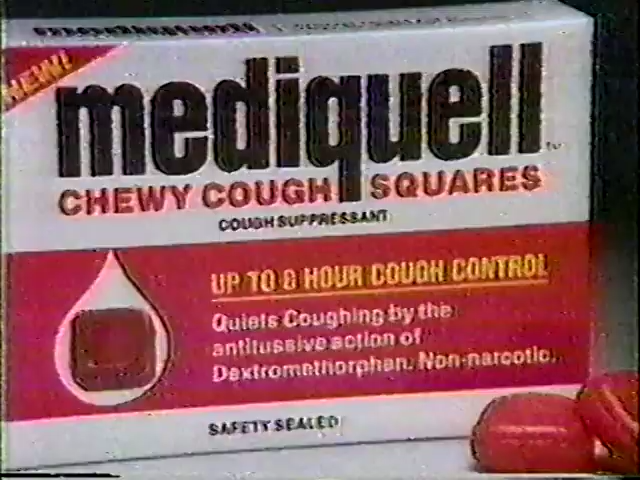 NEW!
mediquell
CHEWY COUGH SQUARES
COUGH SUPPRESSANT
UP TO 8 HOUR COUGH CONTROL
Quiets Coughing by the
antitussive action of
Dextromethorphan. Non-narcotic.
SAFETY SEALED